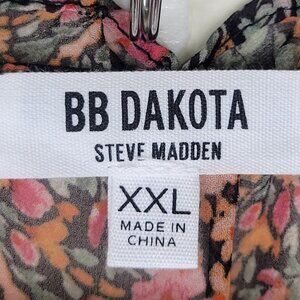 BB DAKOTA
STEVE MADDEN
XXL
MADE IN
CHINA